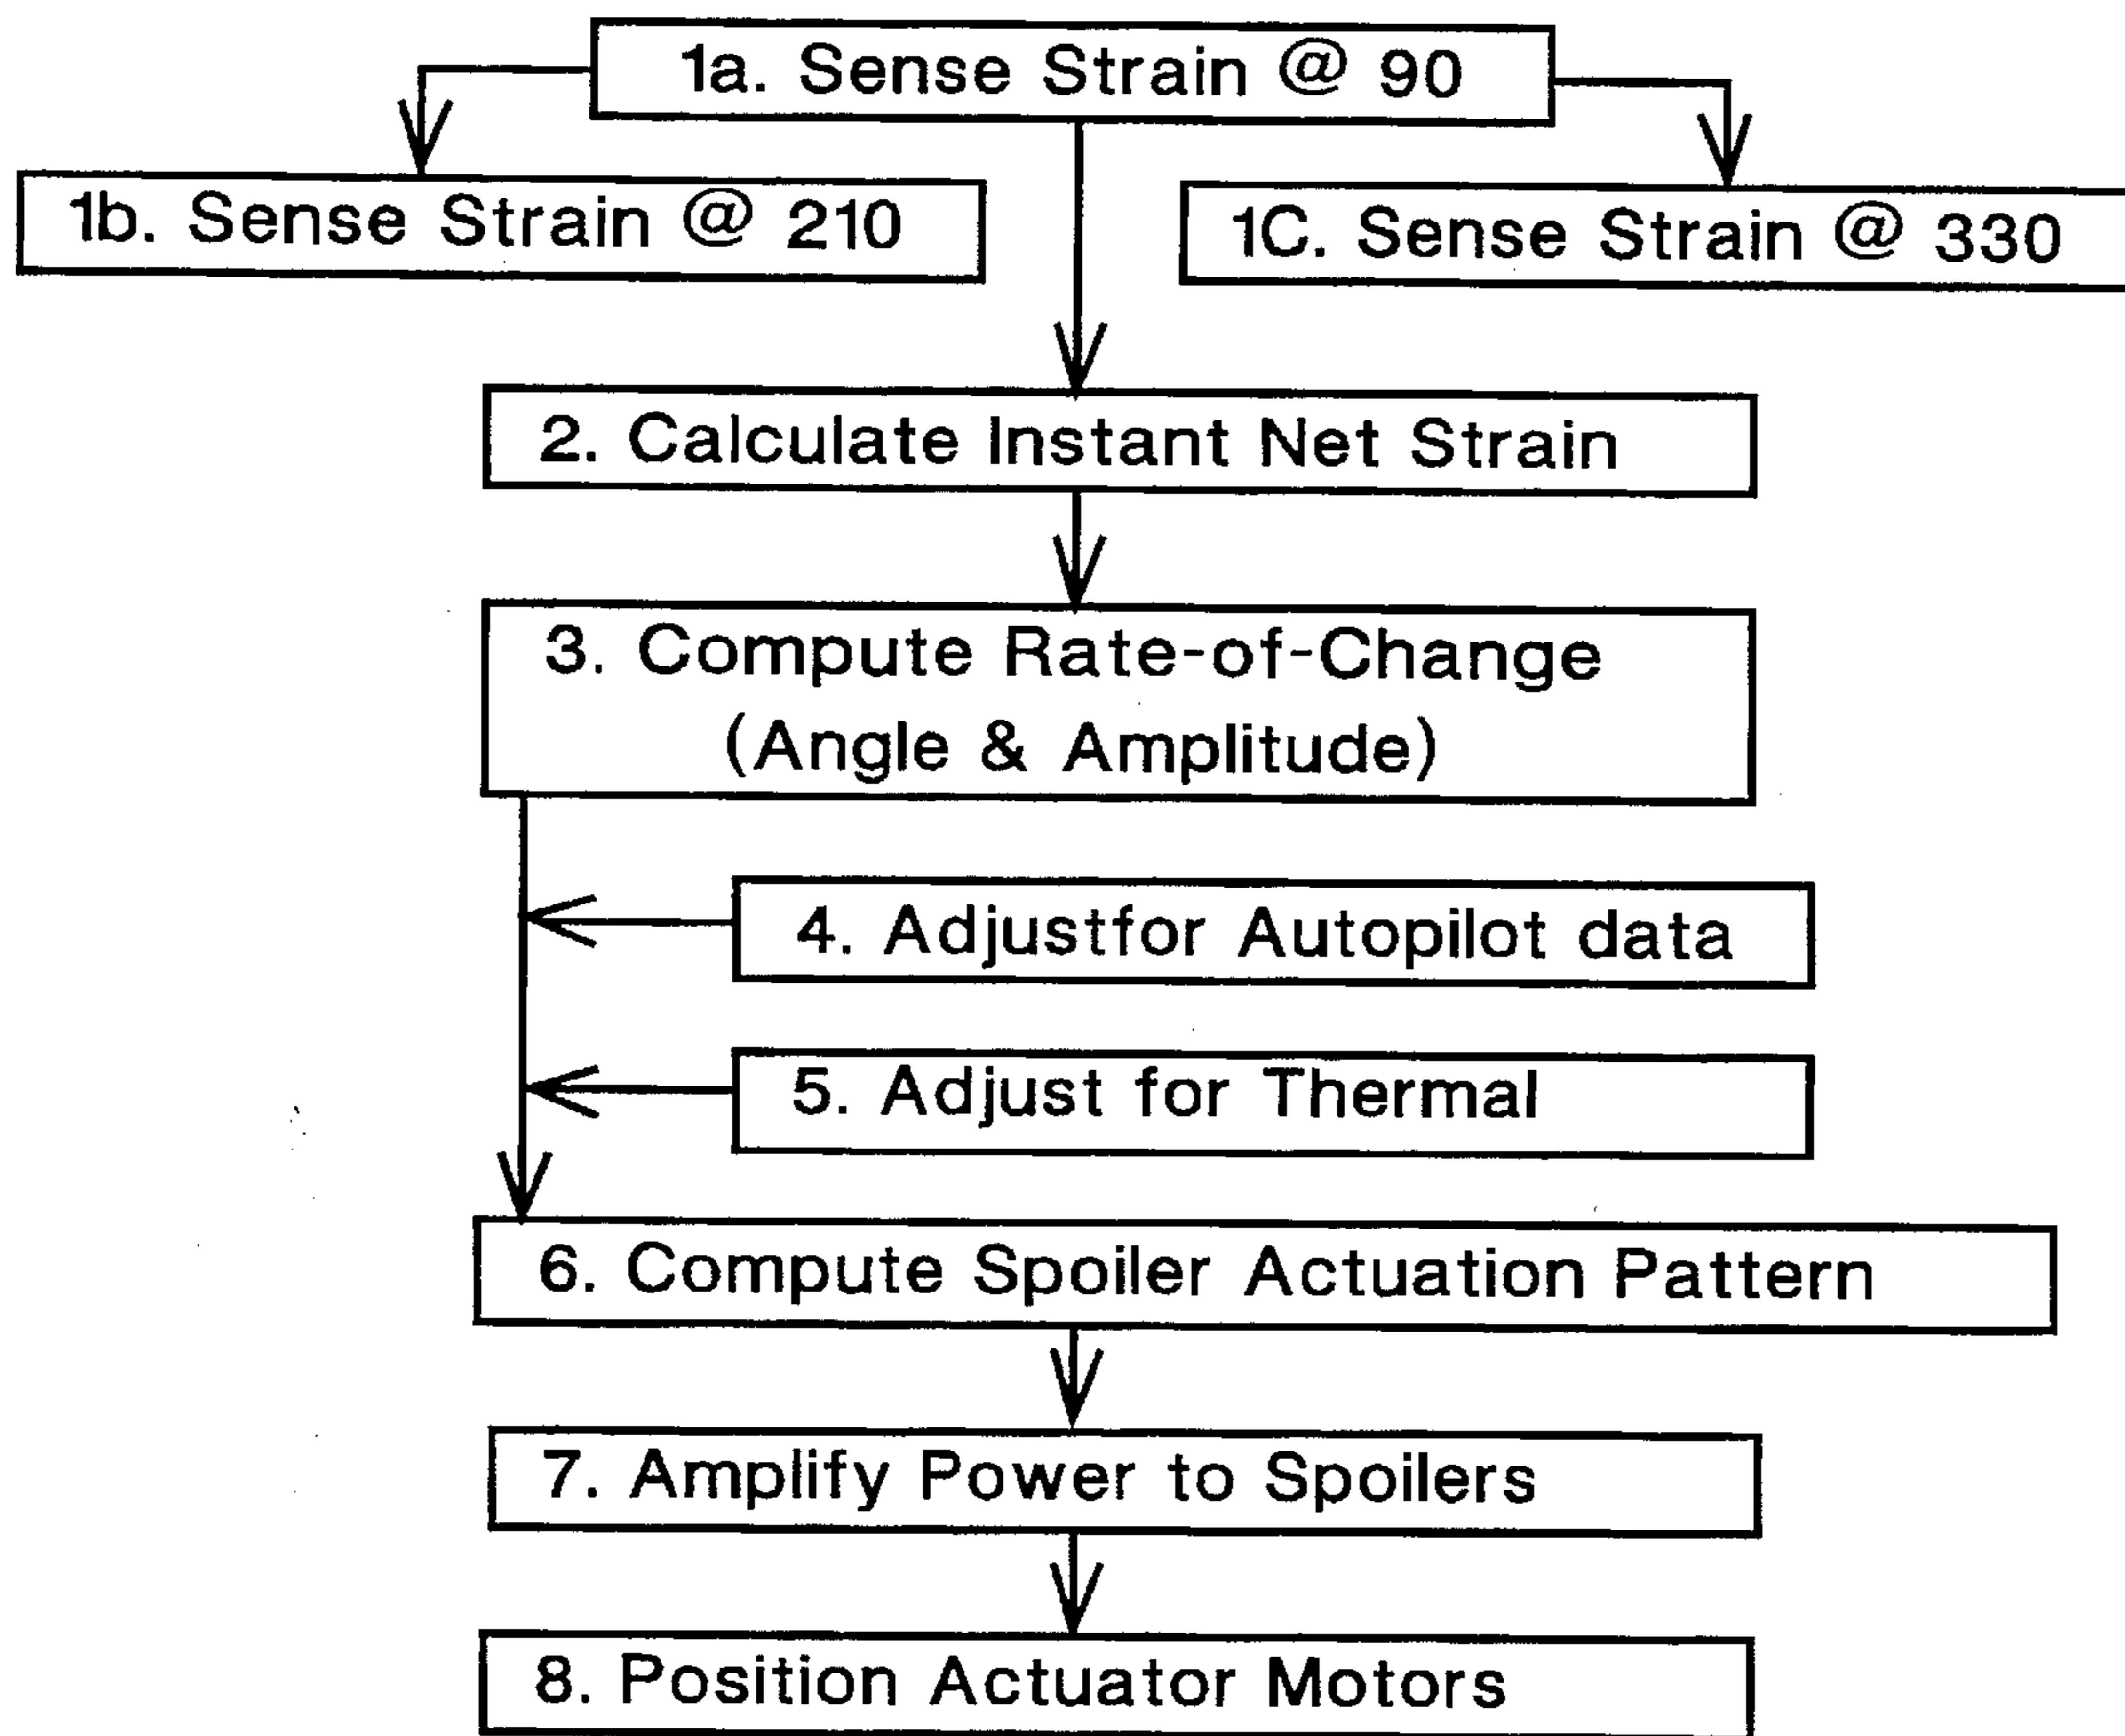 1a. Sense Strain @ 90
1b. Sense Strain @ 210
1C. Sense Strain @ 330
2. Calculate Instant Net Strain
3. Compute Rate-of-Change
(Angle & Amplitude)
4. Adjustfor Autopilot data
5. Adjust for Thermal
6. Compute Spoiler Actuation Pattern
7. Amplify Power to Spoilers
8. Position Actuator Motors